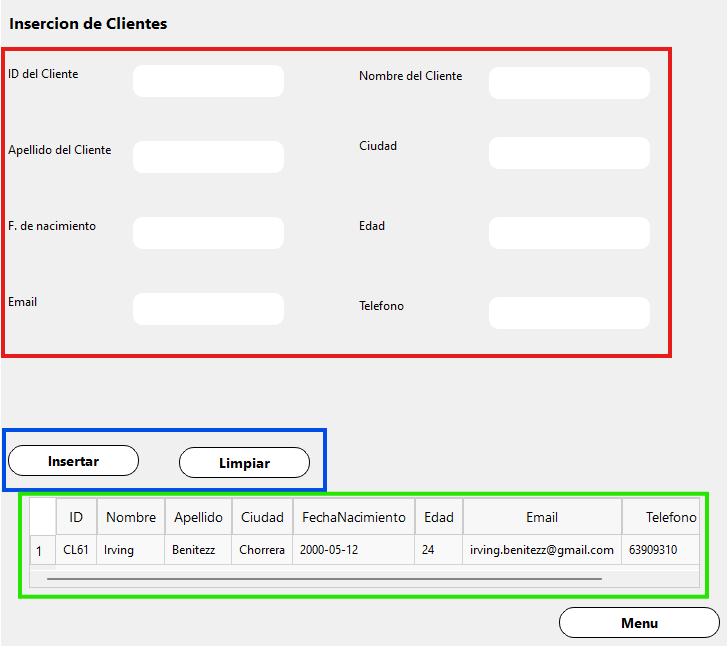 Insercion de Clientes
ID del Cliente
Nombre del Cliente
Apellido del Cliente
Ciudad
F. de nacimiento
Edad
Email
Telefono
Insertar
Limpiar
ID Nombre Apellido Ciudad FechaNacimiento Edad Email Telefono
1 CL61 Irving Benitezz Chorrera 2000-05-12 24 irving.benitezz@gmail.com 63909310
Menu